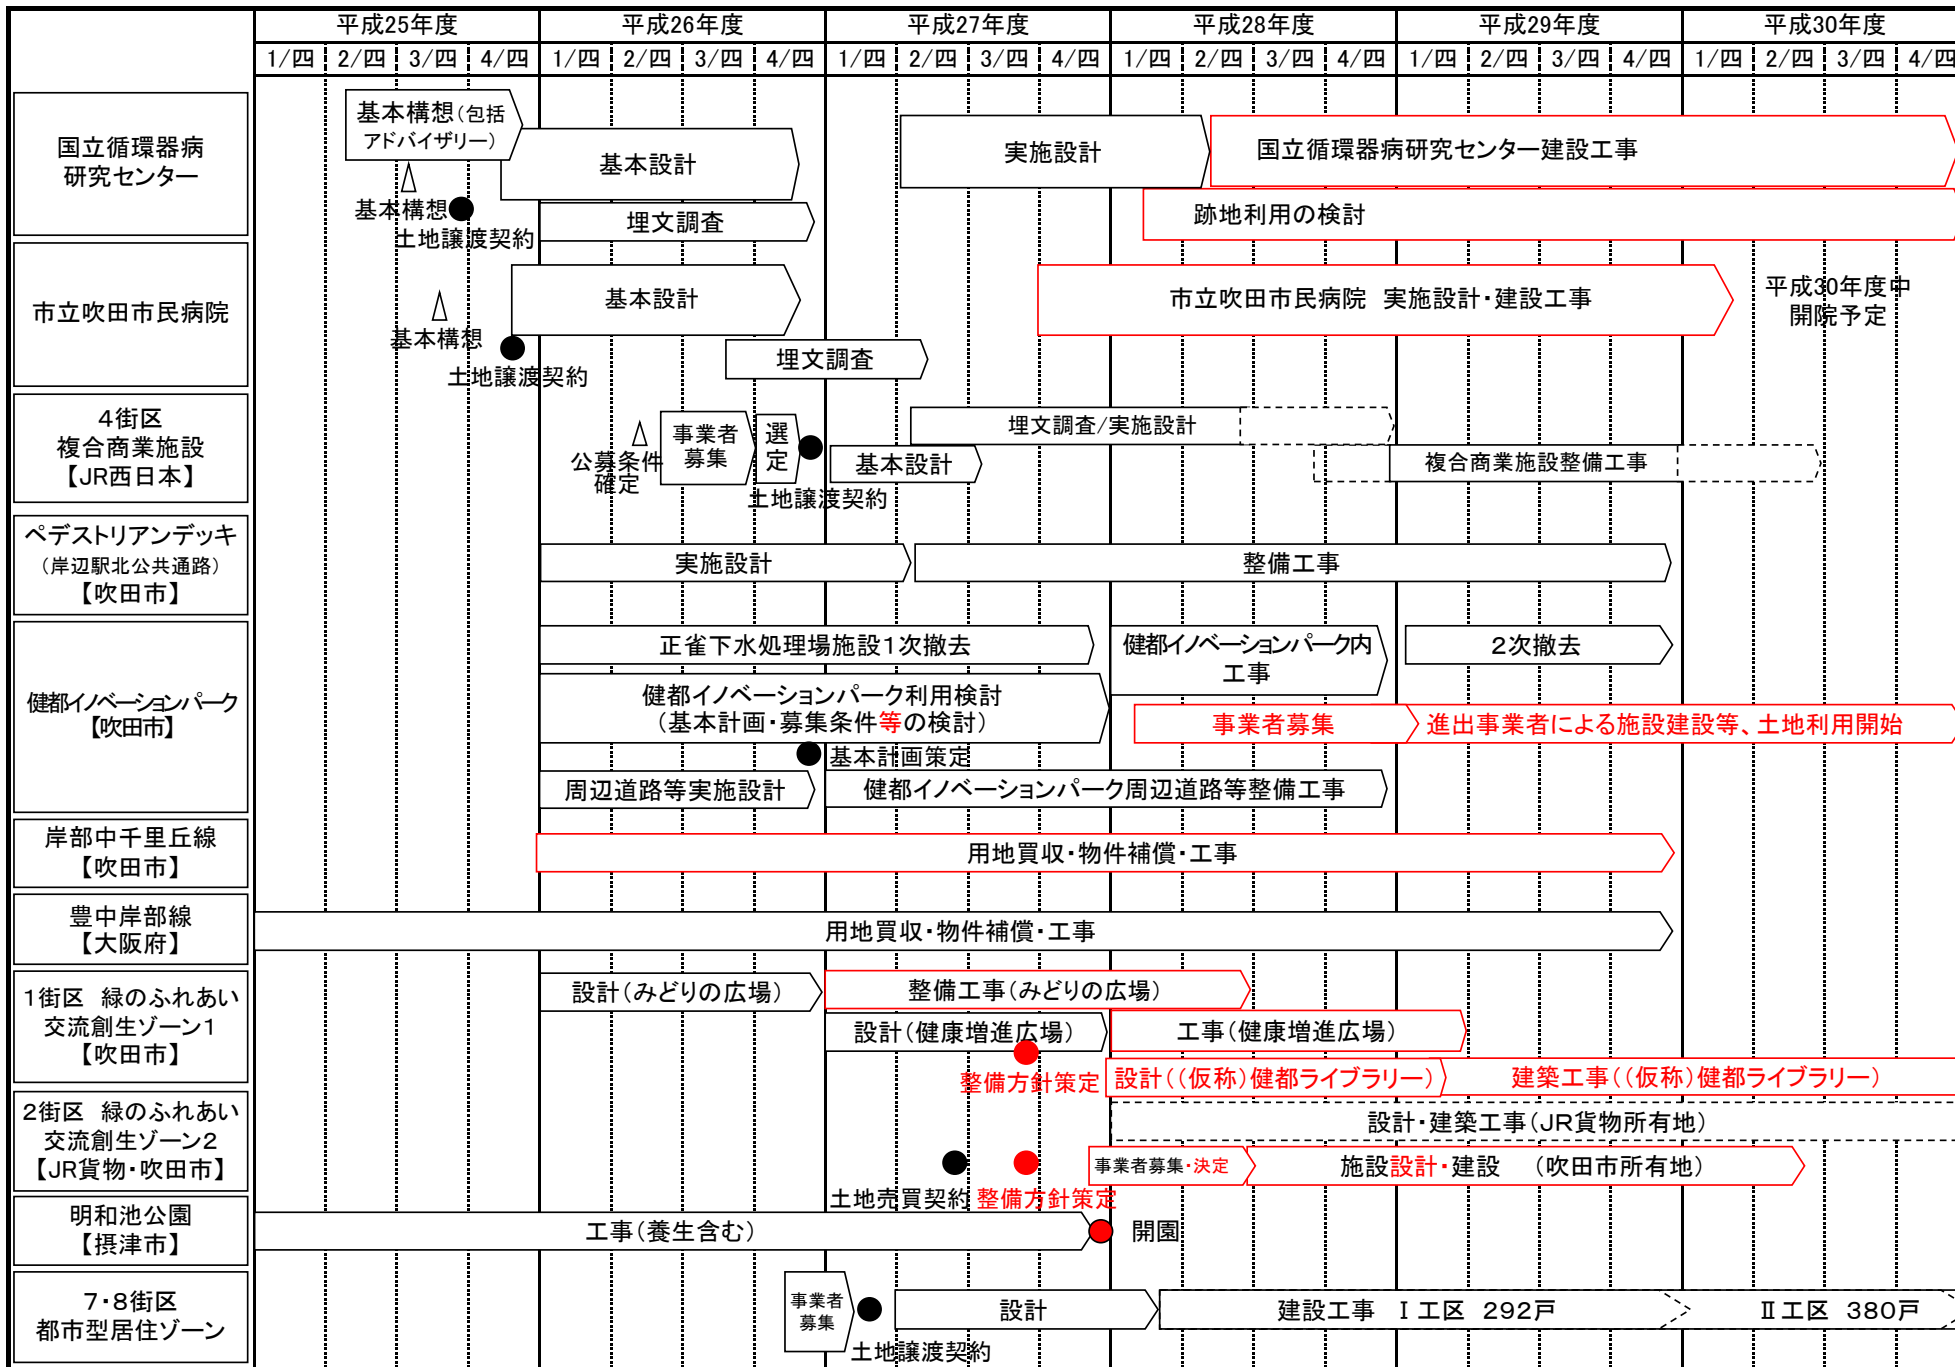 平成25年度 平成26年度 平成27年度 平成28年度 平成29年度 平成30年度
1/四 2/四 3/四 4/四 1/四 2/四 3/四 4/四 1/四 2/四 3/四 4/四 1/四 2/四 3/四 4/四 1/四 2/四 3/四 4/四 1/四 2/四 3/四 4/四
国立循環器病
研究センター
基本構想(包括
アドバイザリー)
基本設計
実施設計
国立循環器病研究センター建設工事
基本構想
土地譲渡契約
埋文調査
跡地利用の検討
市立吹田市民病院
基本設計
市立吹田市民病院 実施設計・建設工事
平成30年度中
開院予定
基本構想
土地譲渡契約
埋文調査
4街区
複合商業施設
【JR西日本】
公募条件
確定
事業者
募集
選
定
土地譲渡契約
基本設計
埋文調査/実施設計
複合商業施設整備工事
ペデストリアンデッキ
(岸辺駅北公共通路)
【吹田市】
実施設計
整備工事
健都イノベーションパーク
【吹田市】
正雀下水処理場施設1次撤去
健都イノベーションパーク内
工事
2次撤去
健都イノベーションパーク利用検討
(基本計画・募集条件等の検討)
事業者募集
進出事業者による施設建設等、土地利用開始
基本計画策定
周辺道路等実施設計
健都イノベーションパーク周辺道路等整備工事
岸部中千里丘線
【吹田市】
用地買収・物件補償・工事
豊中岸部線
【大阪府】
用地買収・物件補償・工事
1街区 緑のふれあい
交流創生ゾーン1
【吹田市】
設計(みどりの広場)
整備工事(みどりの広場)
設計(健康増進広場)
工事(健康増進広場)
整備方針策定
設計((仮称)健都ライブラリー)
建築工事((仮称)健都ライブラリー)
2街区 緑のふれあい
交流創生ゾーン2
【JR貨物・吹田市】
設計・建築工事(JR貨物所有地)
事業者募集・決定
施設設計・建設 (吹田市所有地)
土地売買契約
整備方針策定
明和池公園
【摂津市】
工事(養生含む)
開園
7・8街区
都市型居住ゾーン
事業者
募集
土地譲渡契約
設計
建設工事 Ⅰ工区 292戸
Ⅱ工区 380戸